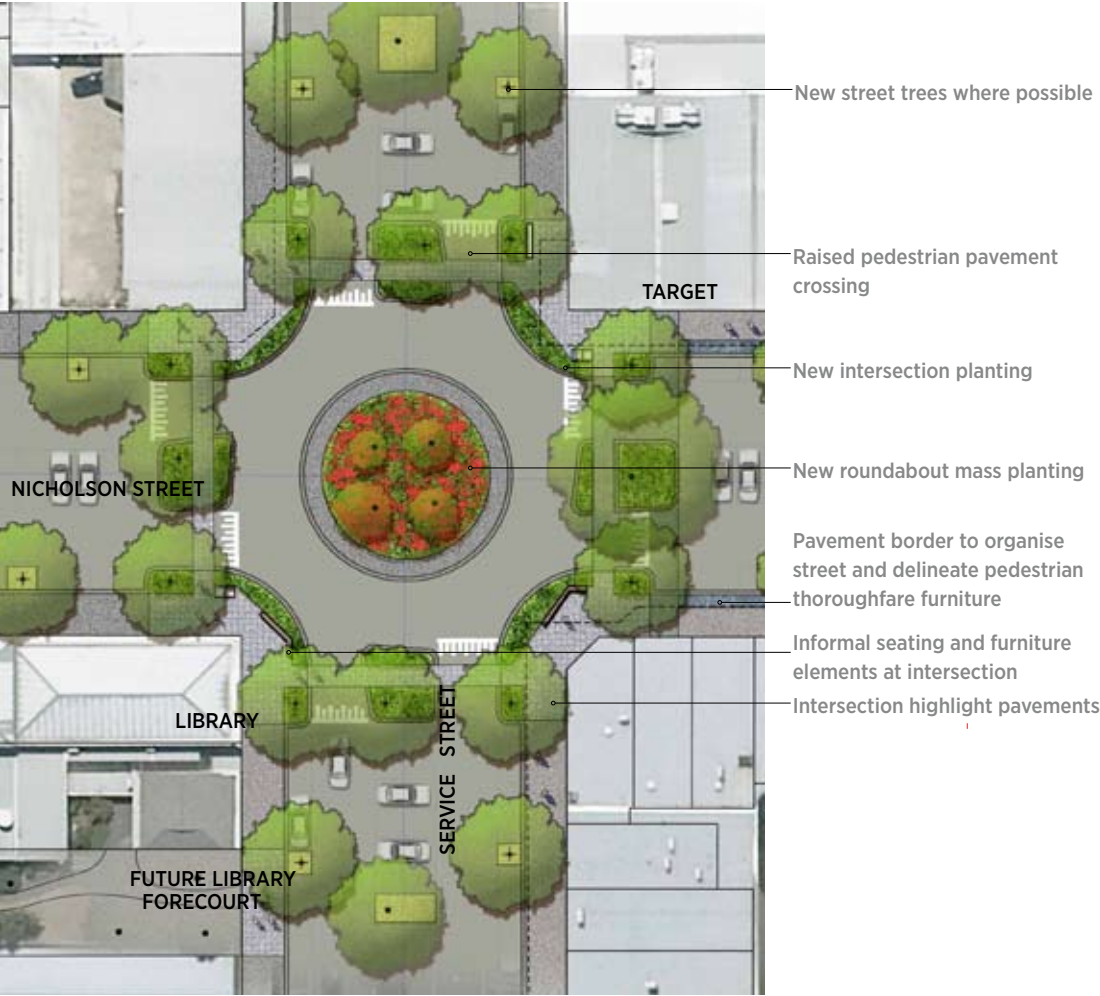 New street trees where possible
Raised pedestrian pavement
crossing
TARGET
New intersection planting
New roundabout mass planting
NICHOLSON STREET
Pavement border to organise
street and delineate pedestrian
thoroughfare furniture
Informal seating and furniture
elements at intersection
Intersection highlight pavements
LIBRARY
SERVICE STREET
FUTURE LIBRARY
FORECOURT